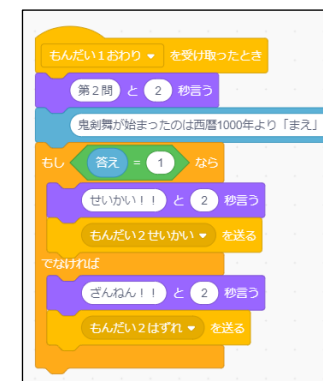 もんだい1おわり を受け取ったとき
第2問 と 2 秒言う
鬼剣舞が始まったのは西暦1000年より「まえ」
もし 答え = 1 なら
せいかい!! と 2 秒言う
もんだい2せいかい を送る
でなければ
ざんねん!! と 2 秒言う
もんだい2はずれ を送る